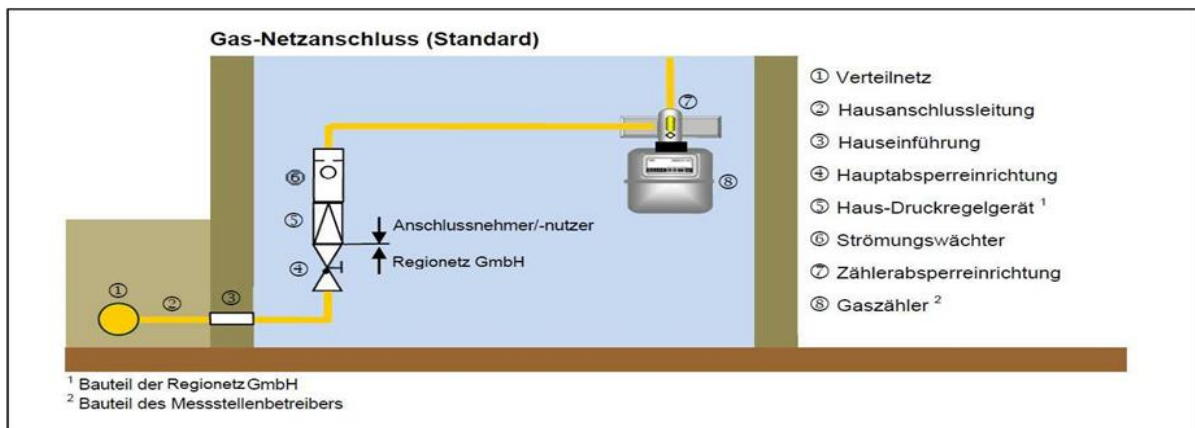 Gas-Netzanschluss (Standard)
① Verteilnetz
② Hausanschlussleitung
③ Hauseinführung
④ Hauptabsperreinrichtung
⑤ Haus-Druckregelgerät ¹
⑥ Strömungswächter
⑦ Zählerabsperreinrichtung
⑧ Gaszähler ²
⑦
⑥
⑧
⑤
Anschlussnehmer/-nutzer
④
Regionetz GmbH
①
②
③
¹ Bauteil der Regionetz GmbH
² Bauteil des Messstellenbetreibers